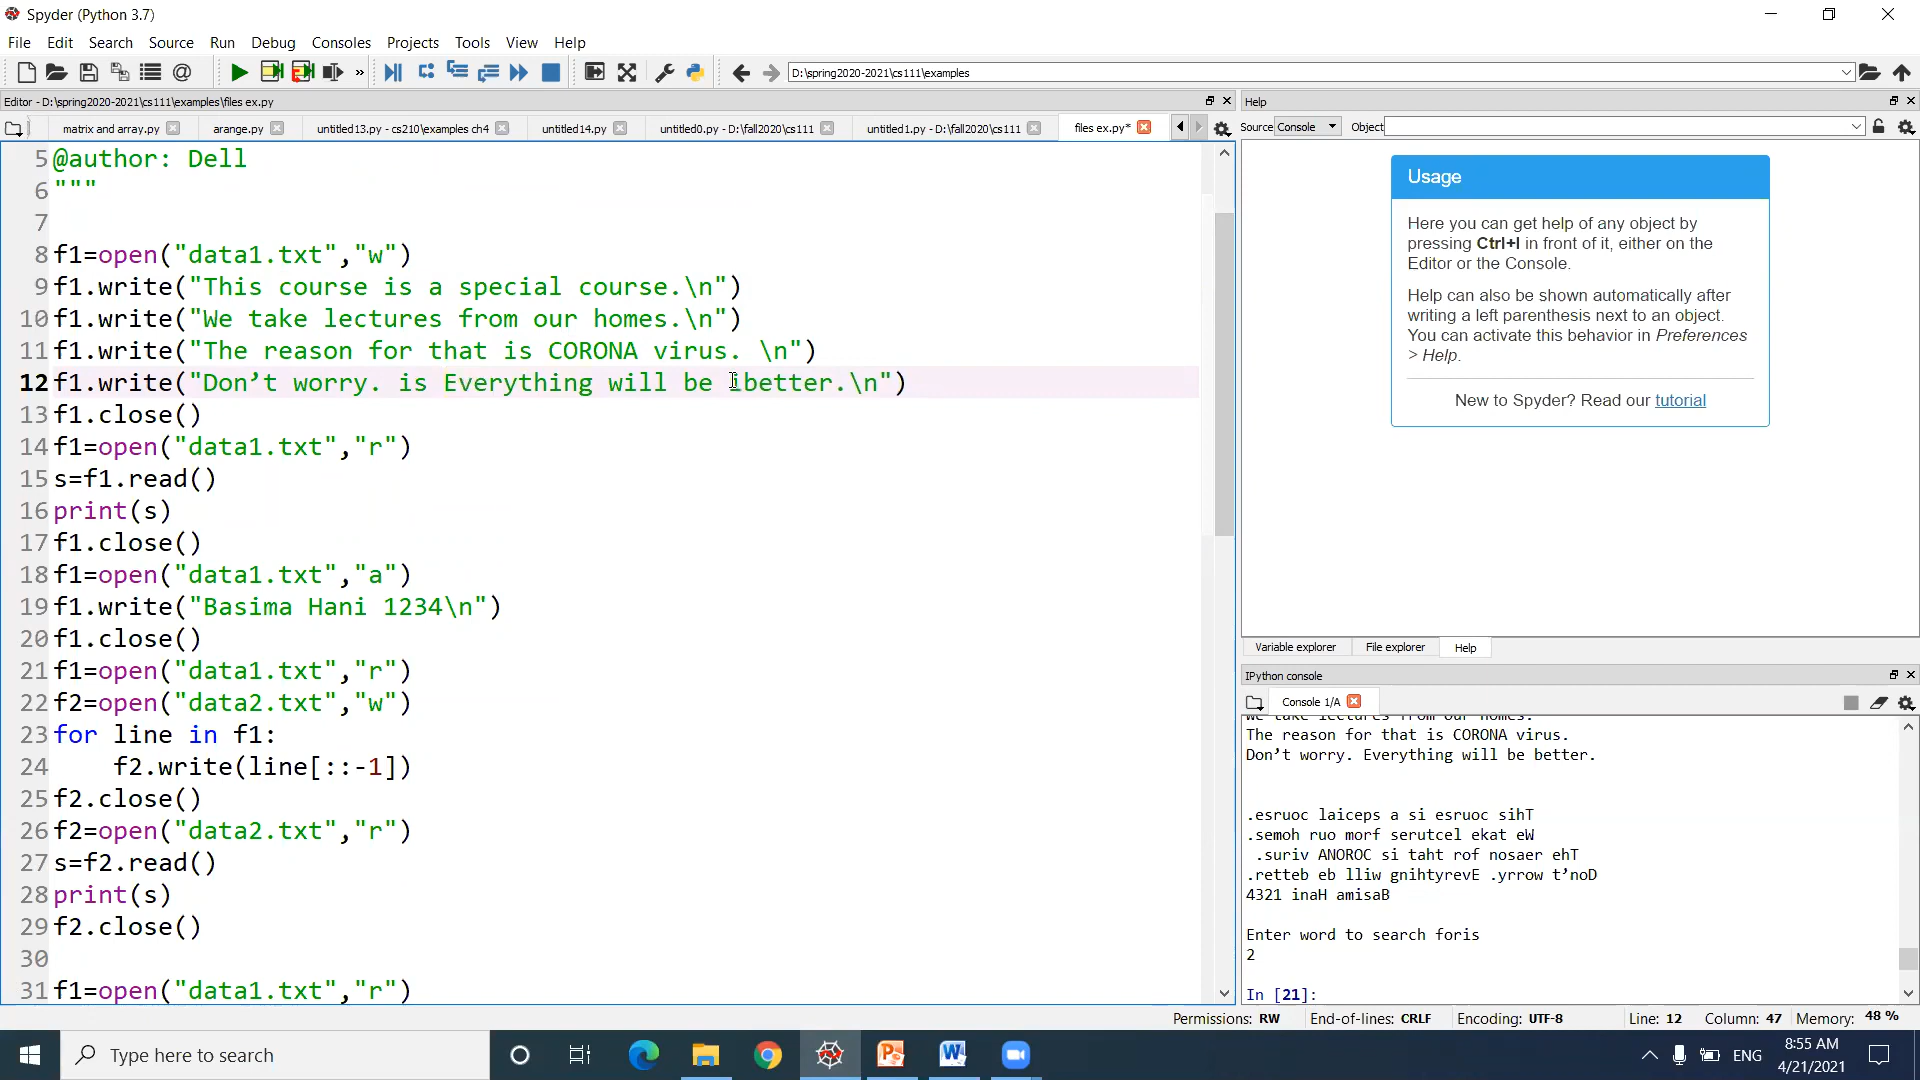 Spyder (Python 3.7)
File Edit Search Source Run Debug Consoles Projects Tools View Help
D:\spring2020-2021\cs111\examples
Editor - D:\spring2020-2021\cs111\examples\files ex.py
matrix and array.py arange.py untitled13.py - cs210\examples ch4 untitled14.py untitled0.py - D:\fall2020\cs111 untitled1.py - D:\fall2020\cs111 files ex.py*
5 @author: Dell
6 """
7
8 f1=open("data1.txt","w")
9 f1.write("This course is a special course.\n")
10 f1.write("We take lectures from our homes.\n")
11 f1.write("The reason for that is CORONA virus. \n")
12 f1.write("Don’t worry. is Everything will be ibetter.\n")
13 f1.close()
14 f1=open("data1.txt","r")
15 s=f1.read()
16 print(s)
17 f1.close()
18 f1=open("data1.txt","a")
19 f1.write("Basima Hani 1234\n")
20 f1.close()
21 f1=open("data1.txt","r")
22 f2=open("data2.txt","w")
23 for line in f1:
24     f2.write(line[::-1])
25 f2.close()
26 f2=open("data2.txt","r")
27 s=f2.read()
28 print(s)
29 f2.close()
30
31 f1=open("data1.txt","r")
Help
Source Console Object
Usage
Here you can get help of any object by
pressing Ctrl+I in front of it, either on the
Editor or the Console.
Help can also be shown automatically after
writing a left parenthesis next to an object.
You can activate this behavior in Preferences
> Help.
New to Spyder? Read our tutorial
Variable explorer File explorer Help
IPython console
Console 1/A
We take lectures from our homes.
The reason for that is CORONA virus.
Don’t worry. Everything will be better.
.esruoc laiceps a si esruoc sihT
.semoh ruo morf serutcel ekat eW
 .suriv ANOROC si taht rof nosaer ehT
.retteb eb lliw gnihtyrevE .yrrow t’noD
4321 inaH amisaB
Enter word to search foris
2
In [21]:
Permissions: RW End-of-lines: CRLF Encoding: UTF-8 Line: 12 Column: 47 Memory: 48 %
Type here to search
ENG
8:55 AM
4/21/2021